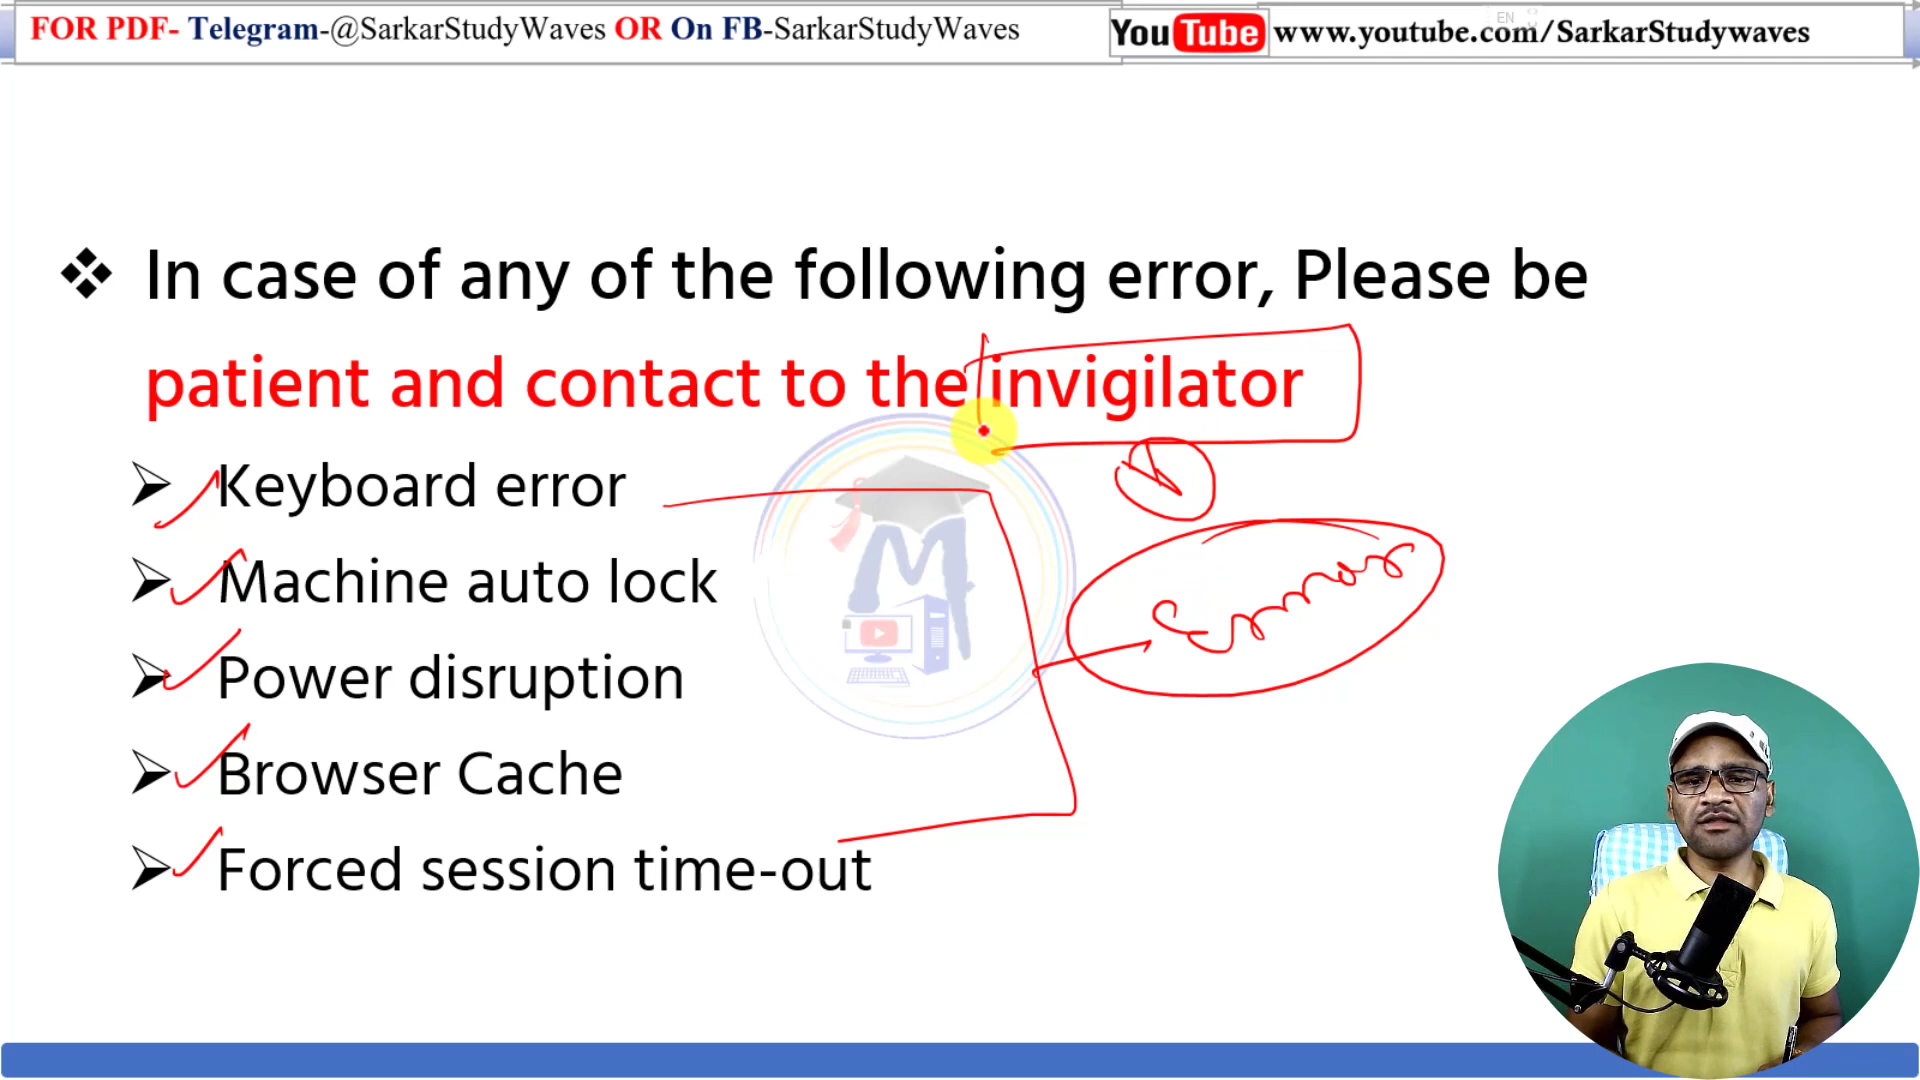 FOR PDF- Telegram-@SarkarStudyWaves OR On FB-SarkarStudyWaves
YouTube www.youtube.com/SarkarStudywaves
EN
❖ In case of any of the following error, Please be
patient and contact to the invigilator
➢ Keyboard error
➢ Machine auto lock
➢ Power disruption
➢ Browser Cache
➢ Forced session time-out
Error